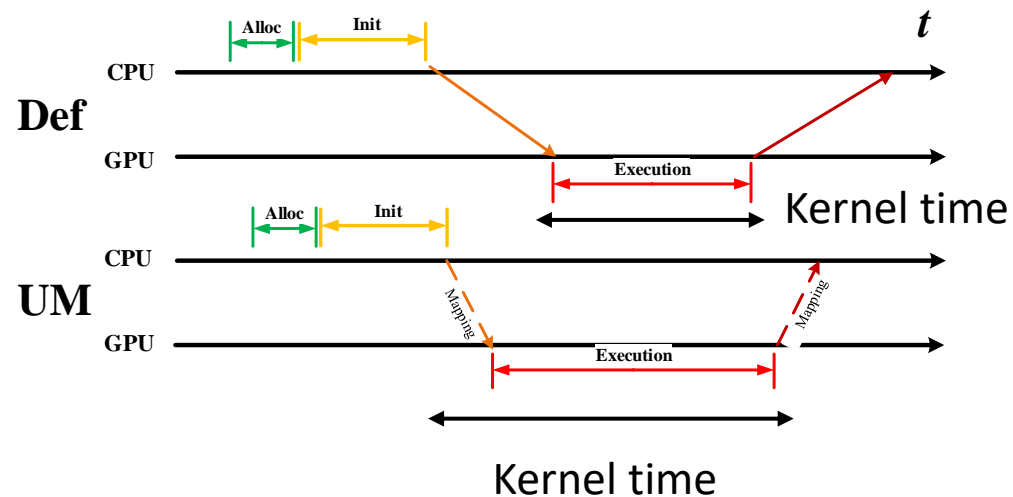 Alloc
Init
t
CPU
Def
GPU
Execution
Kernel time
Alloc
Init
CPU
UM
Mapping
Mapping
GPU
Execution
Kernel time